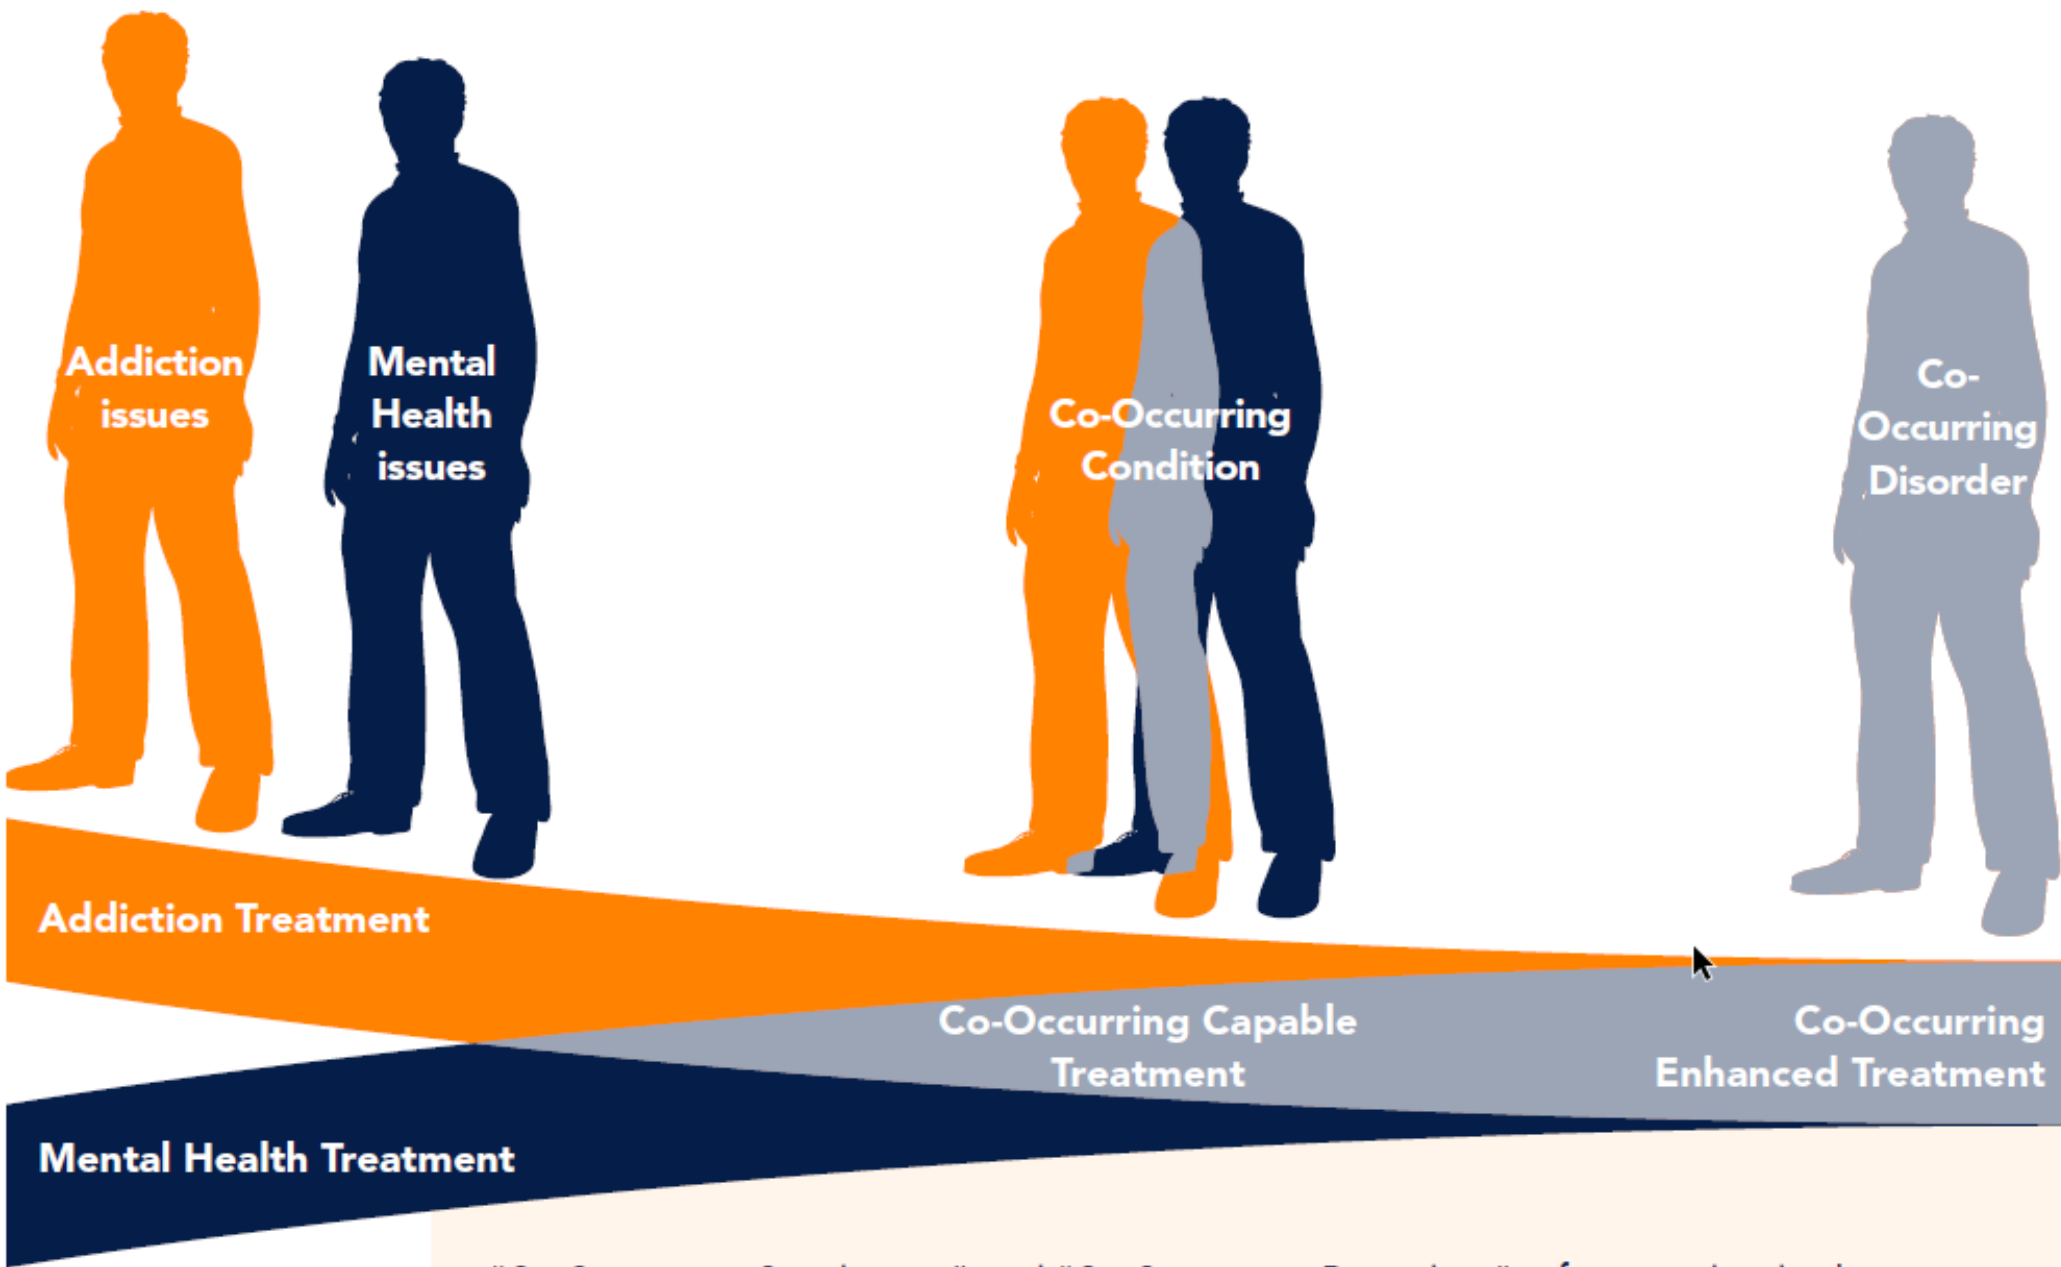 Addiction
issues
Mental
Health
issues
Co-Occurring
Condition
Co-
Occurring
Disorder
Addiction Treatment
Co-Occurring Capable
Treatment
Co-Occurring
Enhanced Treatment
Mental Health Treatment